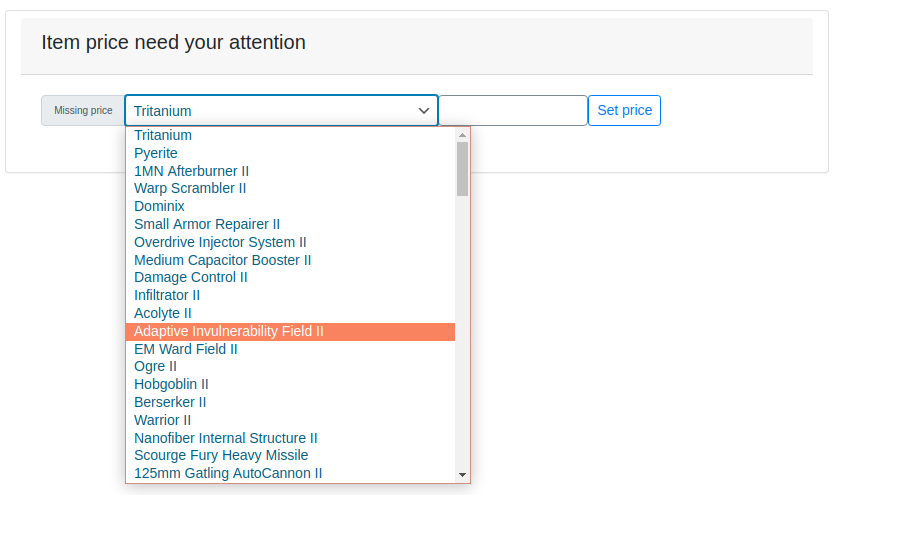 Item price need your attention
Missing price Tritanium Set price
Tritanium
Pyerite
1MN Afterburner II
Warp Scrambler II
Dominix
Small Armor Repairer II
Overdrive Injector System II
Medium Capacitor Booster II
Damage Control II
Infiltrator II
Acolyte II
Adaptive Invulnerability Field II
EM Ward Field II
Ogre II
Hobgoblin II
Berserker II
Warrior II
Nanofiber Internal Structure II
Scourge Fury Heavy Missile
125mm Gatling AutoCannon II